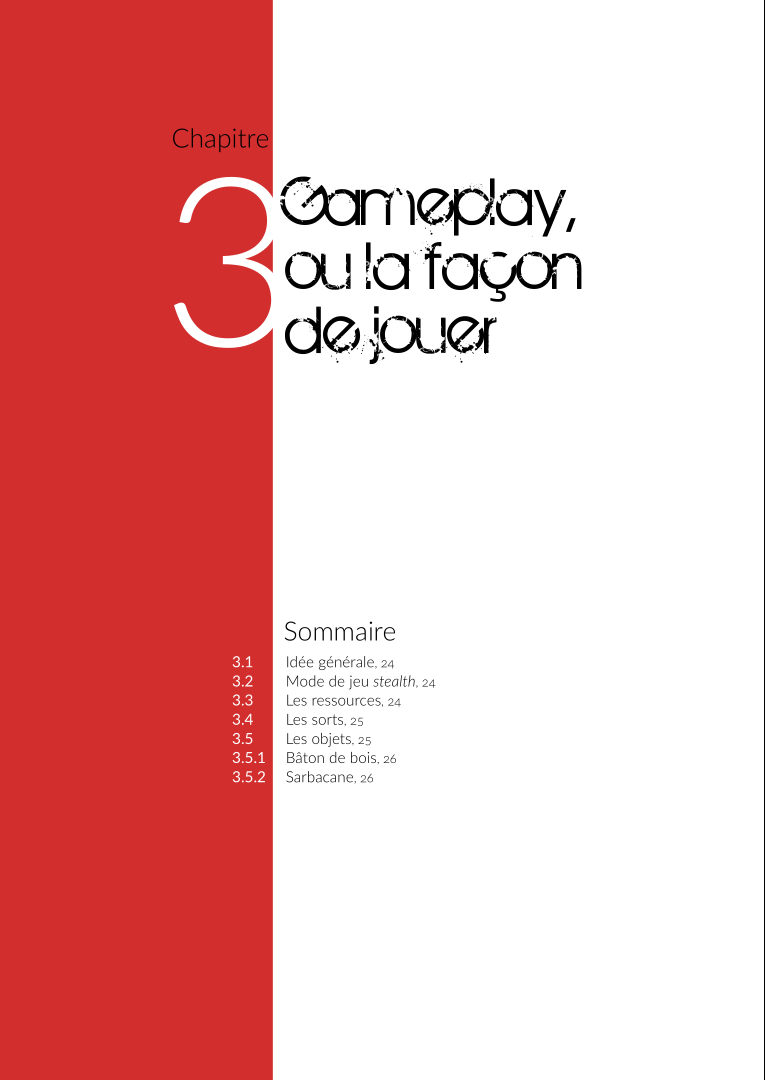 Chapitre
3
Gameplay,
ou la façon
de jouer
Sommaire
3.1 Idée générale, 24
3.2 Mode de jeu stealth, 24
3.3 Les ressources, 24
3.4 Les sorts, 25
3.5 Les objets, 25
3.5.1 Bâton de bois, 26
3.5.2 Sarbacane, 26